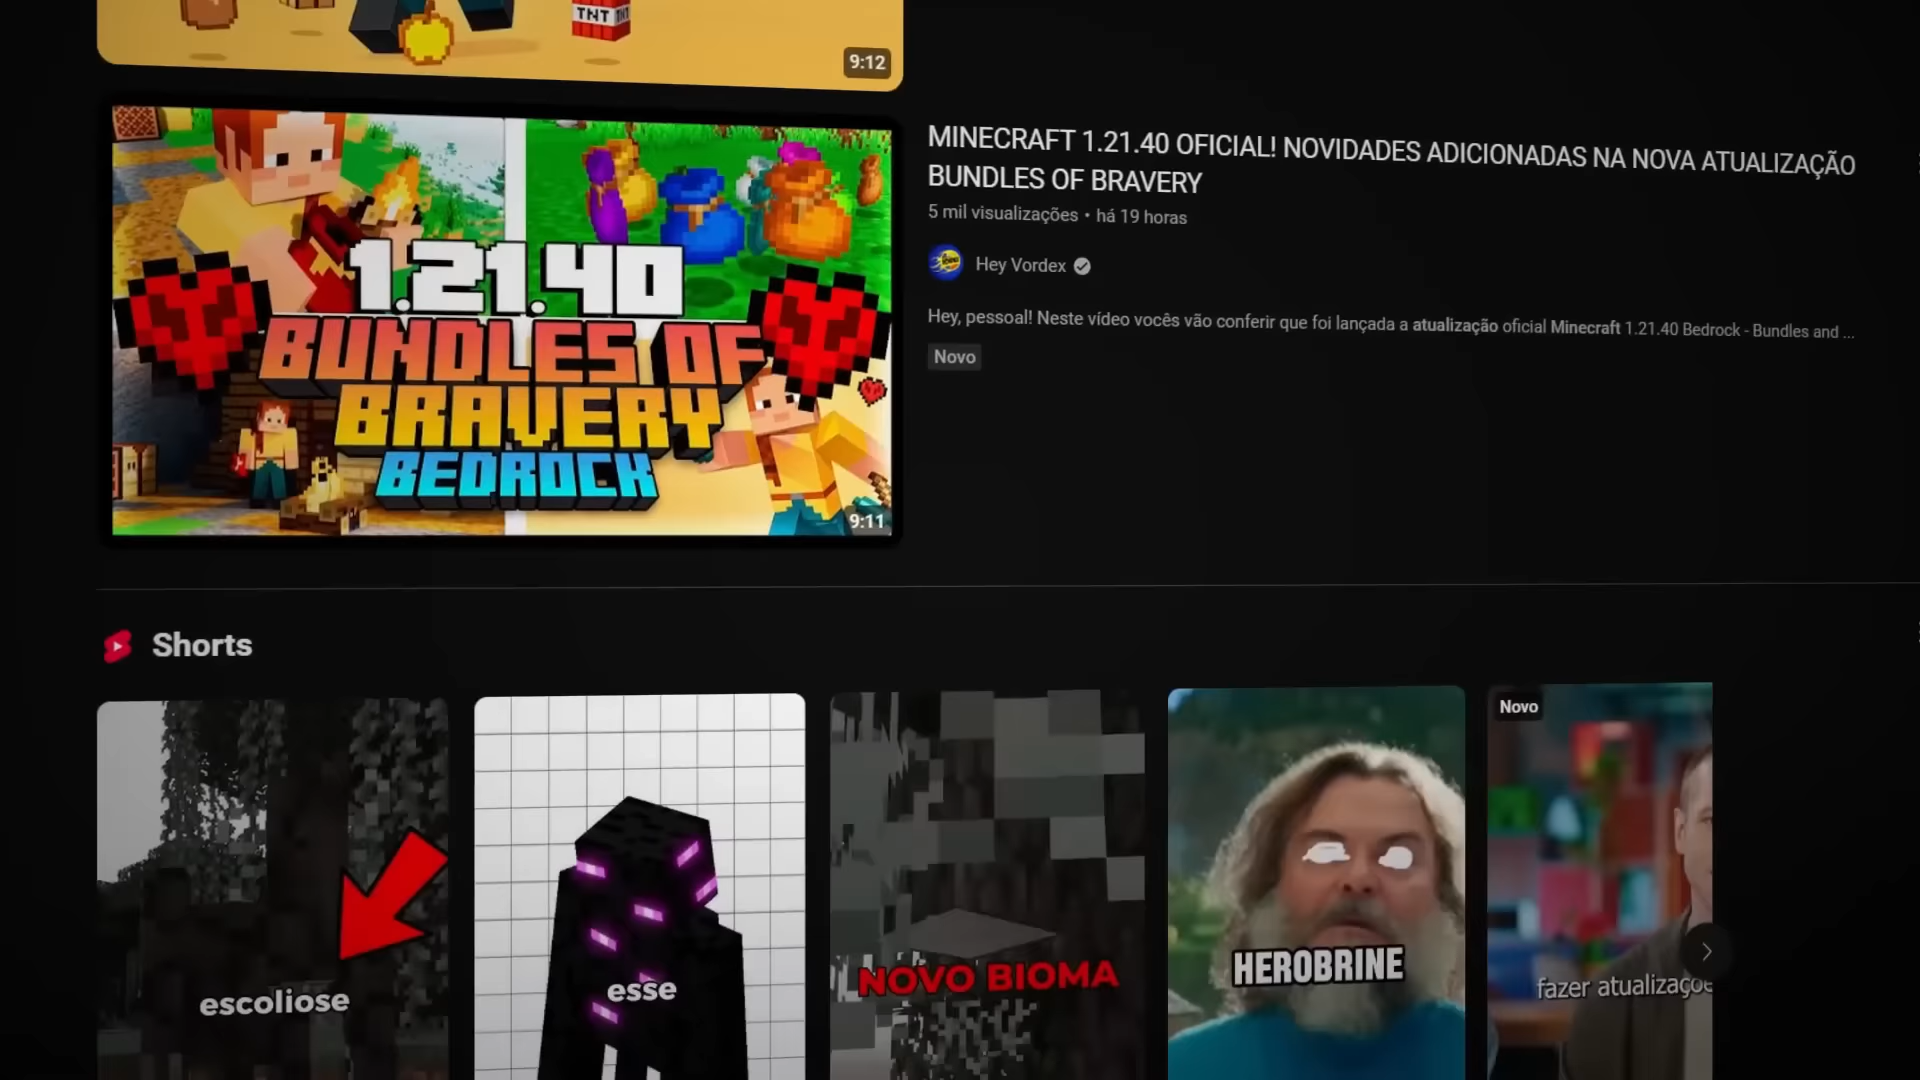 TNT
TNT
9:12
1.21.40
BUNDLES OF
BRAVERY
BEDROCK
9:11
MINECRAFT 1.21.40 OFICIAL! NOVIDADES ADICIONADAS NA NOVA ATUALIZAÇÃO
BUNDLES OF BRAVERY
5 mil visualizações • há 19 horas
Hey Vordex
Hey, pessoal! Neste vídeo vocês vão conferir que foi lançada a atualização oficial Minecraft 1.21.40 Bedrock - Bundles and ...
Novo
Shorts
escoliose
esse
NOVO BIOMA
HEROBRINE
Novo
fazer atualizaçõe